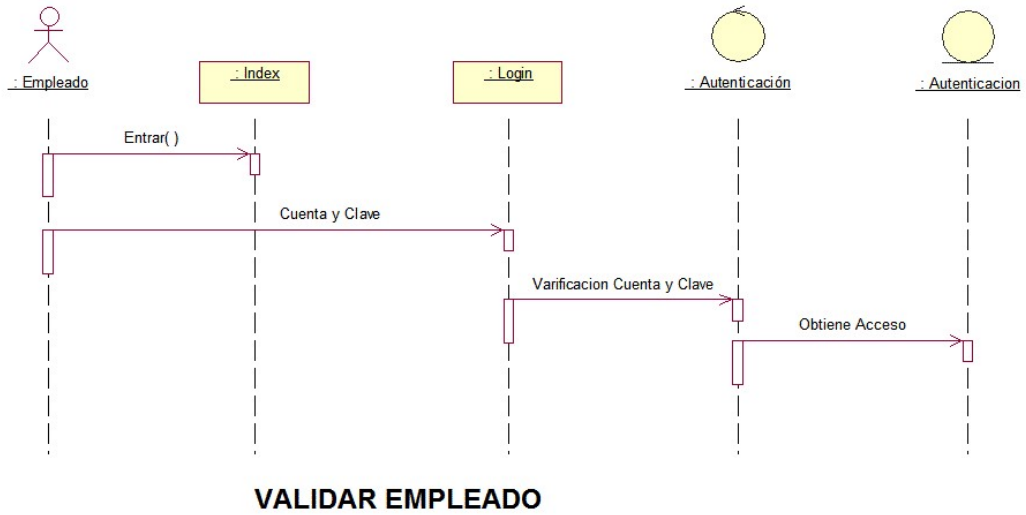 : Empleado
: Index
: Login
: Autenticación
: Autenticacion
Entrar( )
Cuenta y Clave
Varificacion Cuenta y Clave
Obtiene Acceso
VALIDAR EMPLEADO